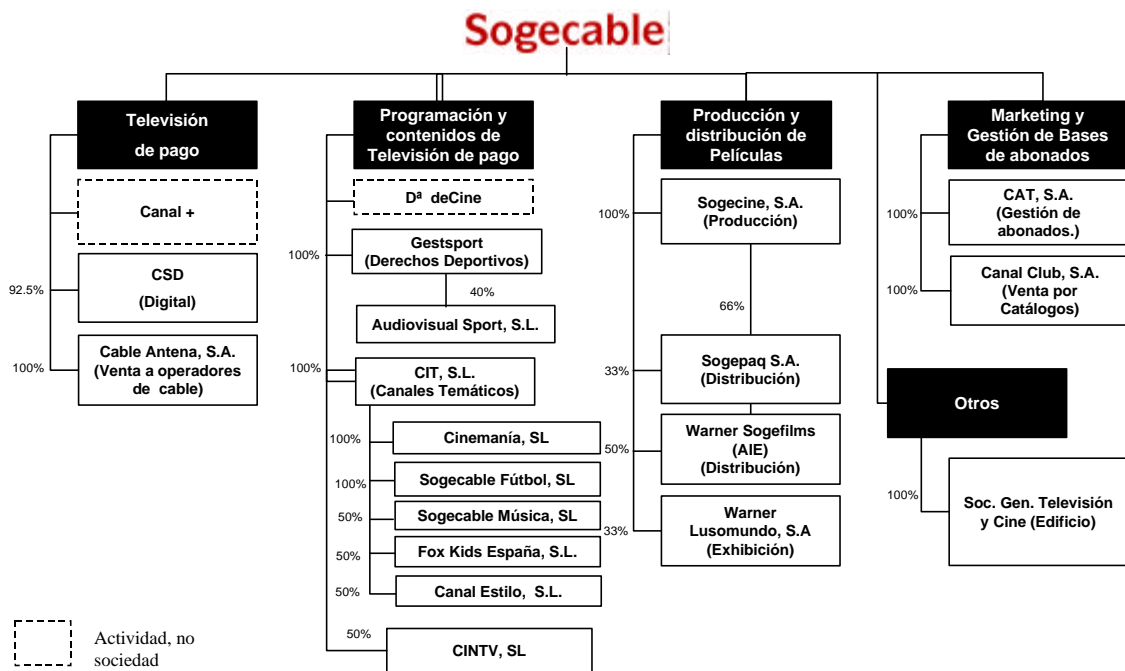 Sogecable
Televisión
de pago
Canal +
92.5%
CSD
(Digital)
100%
Cable Antena, S.A.
(Venta a operadores
de cable)
Programación y
contenidos de
Televisión de pago
Dª deCine
100%
Gestsport
(Derechos Deportivos)
40%
Audiovisual Sport, S.L.
100%
CIT, S.L.
(Canales Temáticos)
100%
Cinemanía, SL
100%
Sogecable Fútbol, SL
50%
Sogecable Música, SL
50%
Fox Kids España, S.L.
50%
Canal Estilo, S.L.
50%
CINTV, SL
Producción y
distribución de
Películas
100%
Sogecine, S.A.
(Producción)
66%
33%
Sogepaq S.A.
(Distribución)
50%
Warner Sogefilms
(AIE)
(Distribución)
33%
Warner
Lusomundo, S.A
(Exhibición)
Marketing y
Gestión de Bases
de abonados
100%
CAT, S.A.
(Gestión de
abonados.)
100%
Canal Club, S.A.
(Venta por
Catálogos)
Otros
100%
Soc. Gen. Televisión
y Cine (Edificio)
Actividad, no
sociedad